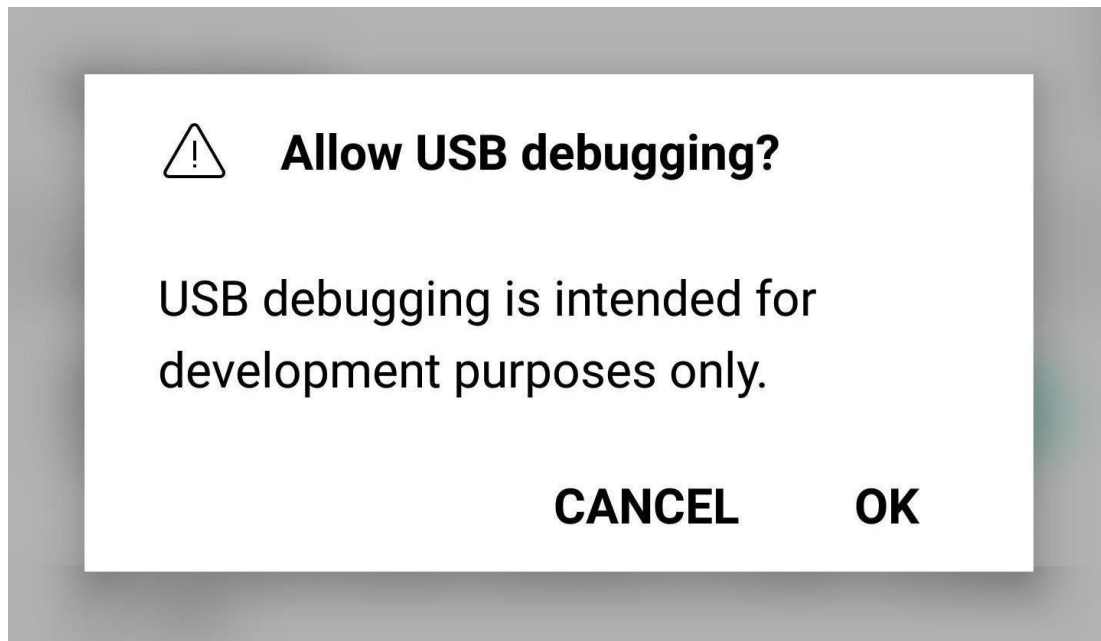 Allow USB debugging?
USB debugging is intended for
development purposes only.
CANCEL OK